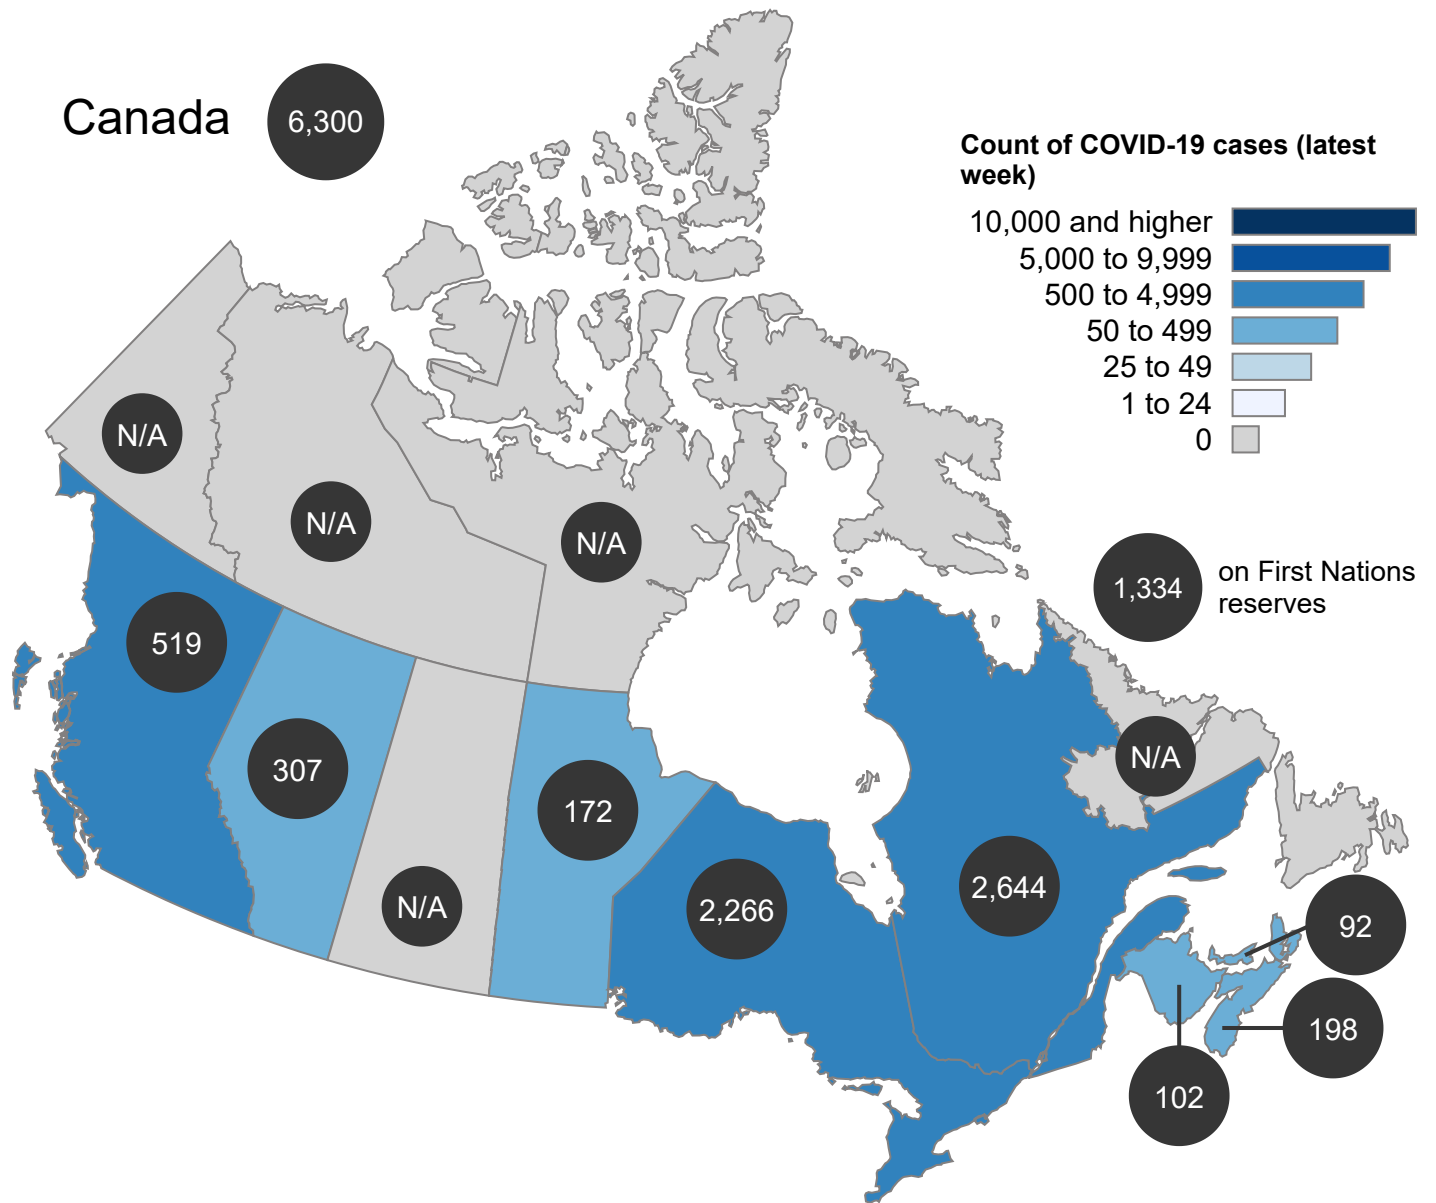 Canada
6,300
Count of COVID-19 cases (latest
week)
10,000 and higher
5,000 to 9,999
500 to 4,999
50 to 499
25 to 49
1 to 24
0
N/A
N/A
N/A
1,334
on First Nations
reserves
519
307
172
N/A
N/A
2,266
2,644
92
198
102